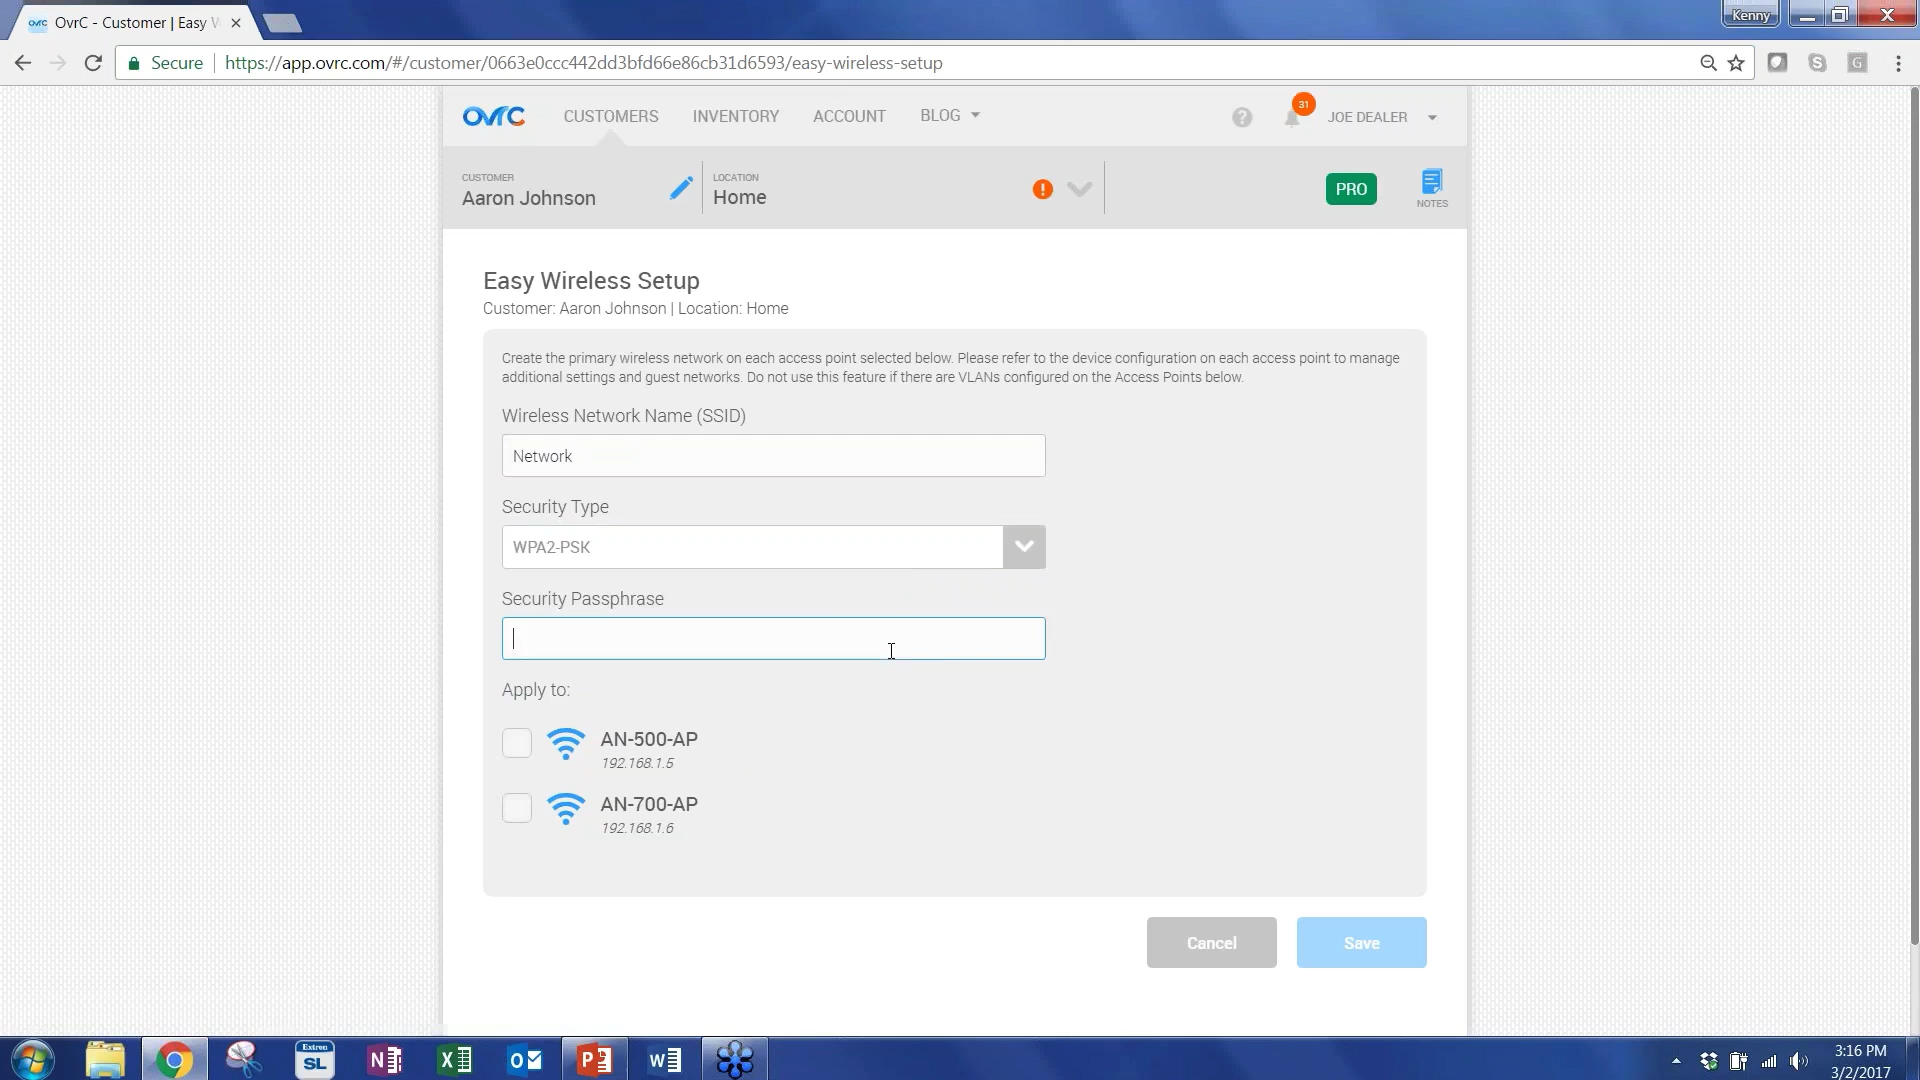 ovrc OvrC - Customer | Easy W
Kenny
Secure https://app.ovrc.com/#/customer/0663e0ccc442dd3bfd66e86cb31d6593/easy-wireless-setup
S G
OvrC CUSTOMERS INVENTORY ACCOUNT BLOG ? 31 JOE DEALER
CUSTOMER
Aaron Johnson
LOCATION
Home
!
PRO
NOTES
Easy Wireless Setup
Customer: Aaron Johnson | Location: Home
Create the primary wireless network on each access point selected below. Please refer to the device configuration on each access point to manage
additional settings and guest networks. Do not use this feature if there are VLANs configured on the Access Points below.
Wireless Network Name (SSID)
Network
Security Type
WPA2-PSK
Security Passphrase
Apply to:
AN-500-AP
192.168.1.5
AN-700-AP
192.168.1.6
Cancel Save
Extron
SL
3:16 PM
3/2/2017